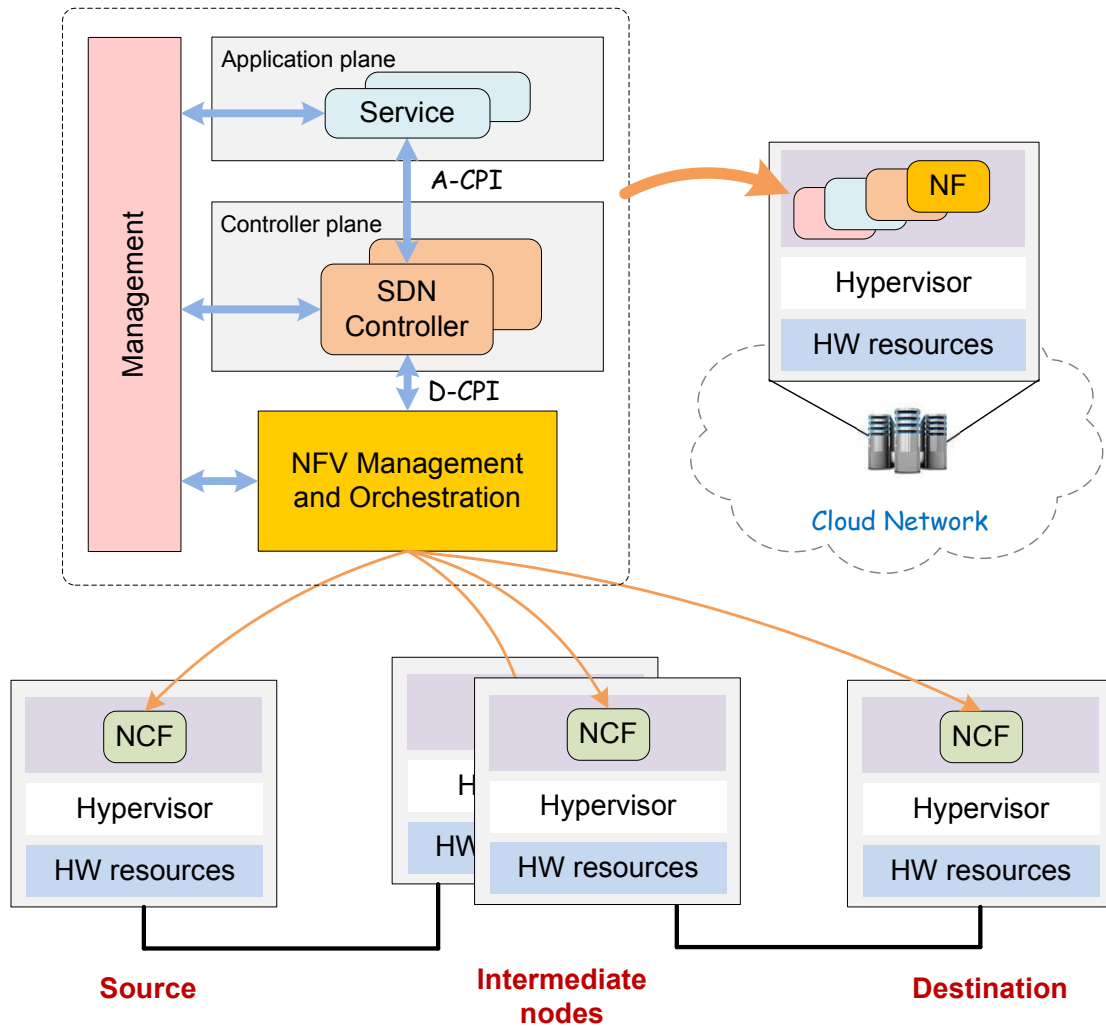 Application plane
Service
A-CPI
Controller plane
SDN
Controller
D-CPI
Management
NFV Management
and Orchestration
NF
Hypervisor
HW resources
Cloud Network
NCF
Hypervisor
HW resources
H
HW
NCF
Hypervisor
HW resources
NCF
Hypervisor
HW resources
Source
Intermediate
nodes
Destination